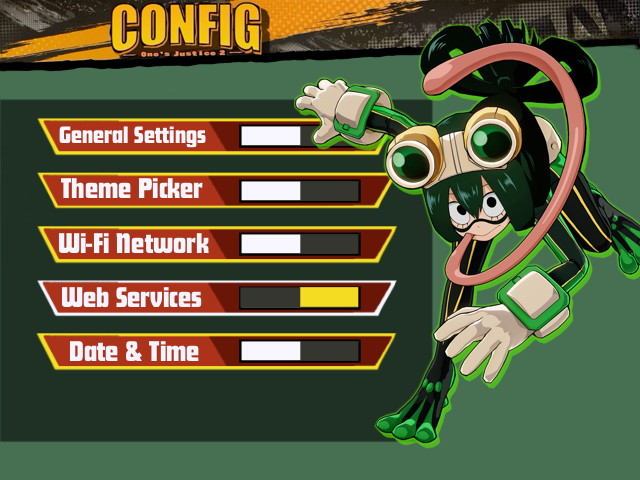 CONFIG
One's Justice 2
General Settings
Theme Picker
Wi-Fi Network
Web Services
Date & Time